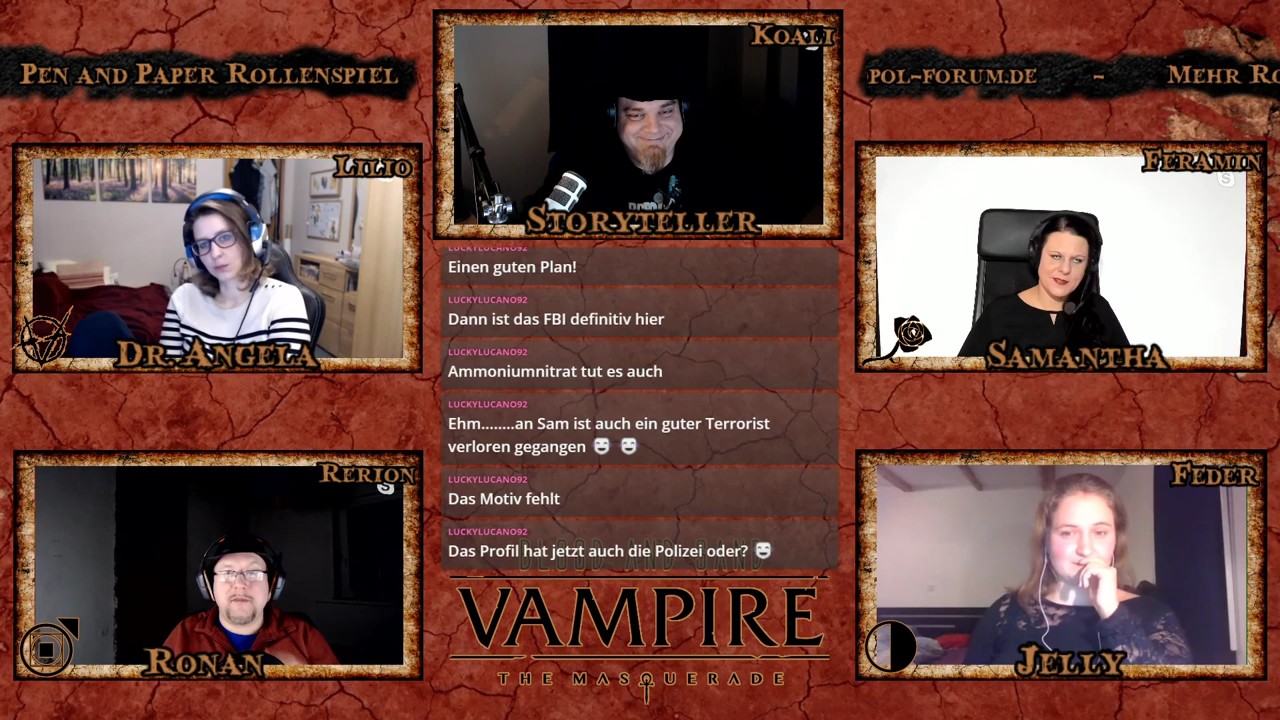 KOALI
PEN AND PAPER ROLLENSPIEL
POL-FORUM.DE - MEHR
LILIO
FERAMIN
STORYTELLER
LUCKYLUCANO92
Einen guten Plan!
LUCKYLUCANO92
Dann ist das FBI definitiv hier
LUCKYLUCANO92
Ammoniumnitrat tut es auch
LUCKYLUCANO92
Ehm........an Sam ist auch ein guter Terrorist
verloren gegangen
DR. ANGELA
SAMANTHA
LUCKYLUCANO92
Das Motiv fehlt
RERION
FEDER
LUCKYLUCANO92
Das Profil hat jetzt auch die Polizei oder?
BLOOD AND SAND
VAMPIRE
THE MASQUERADE
RONAN
JELLY